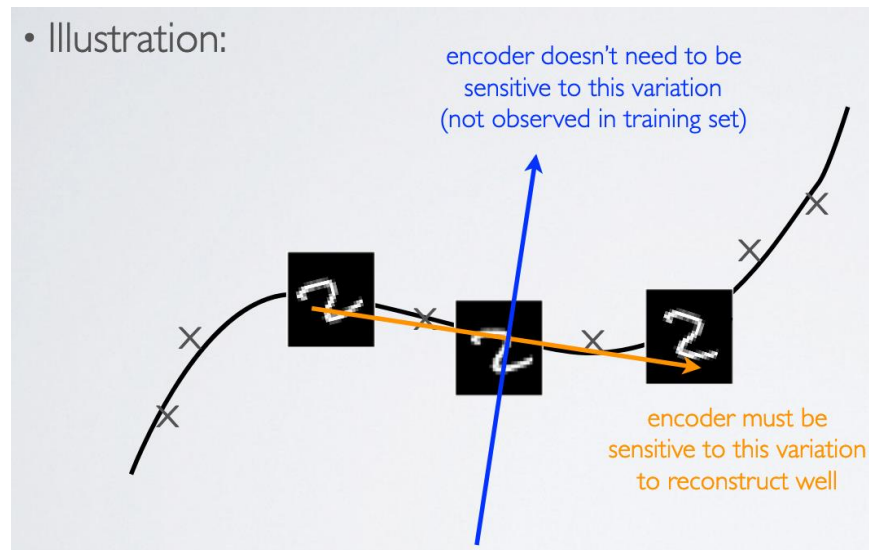 • Illustration:
encoder doesn't need to be
sensitive to this variation
(not observed in training set)
encoder must be
sensitive to this variation
to reconstruct well